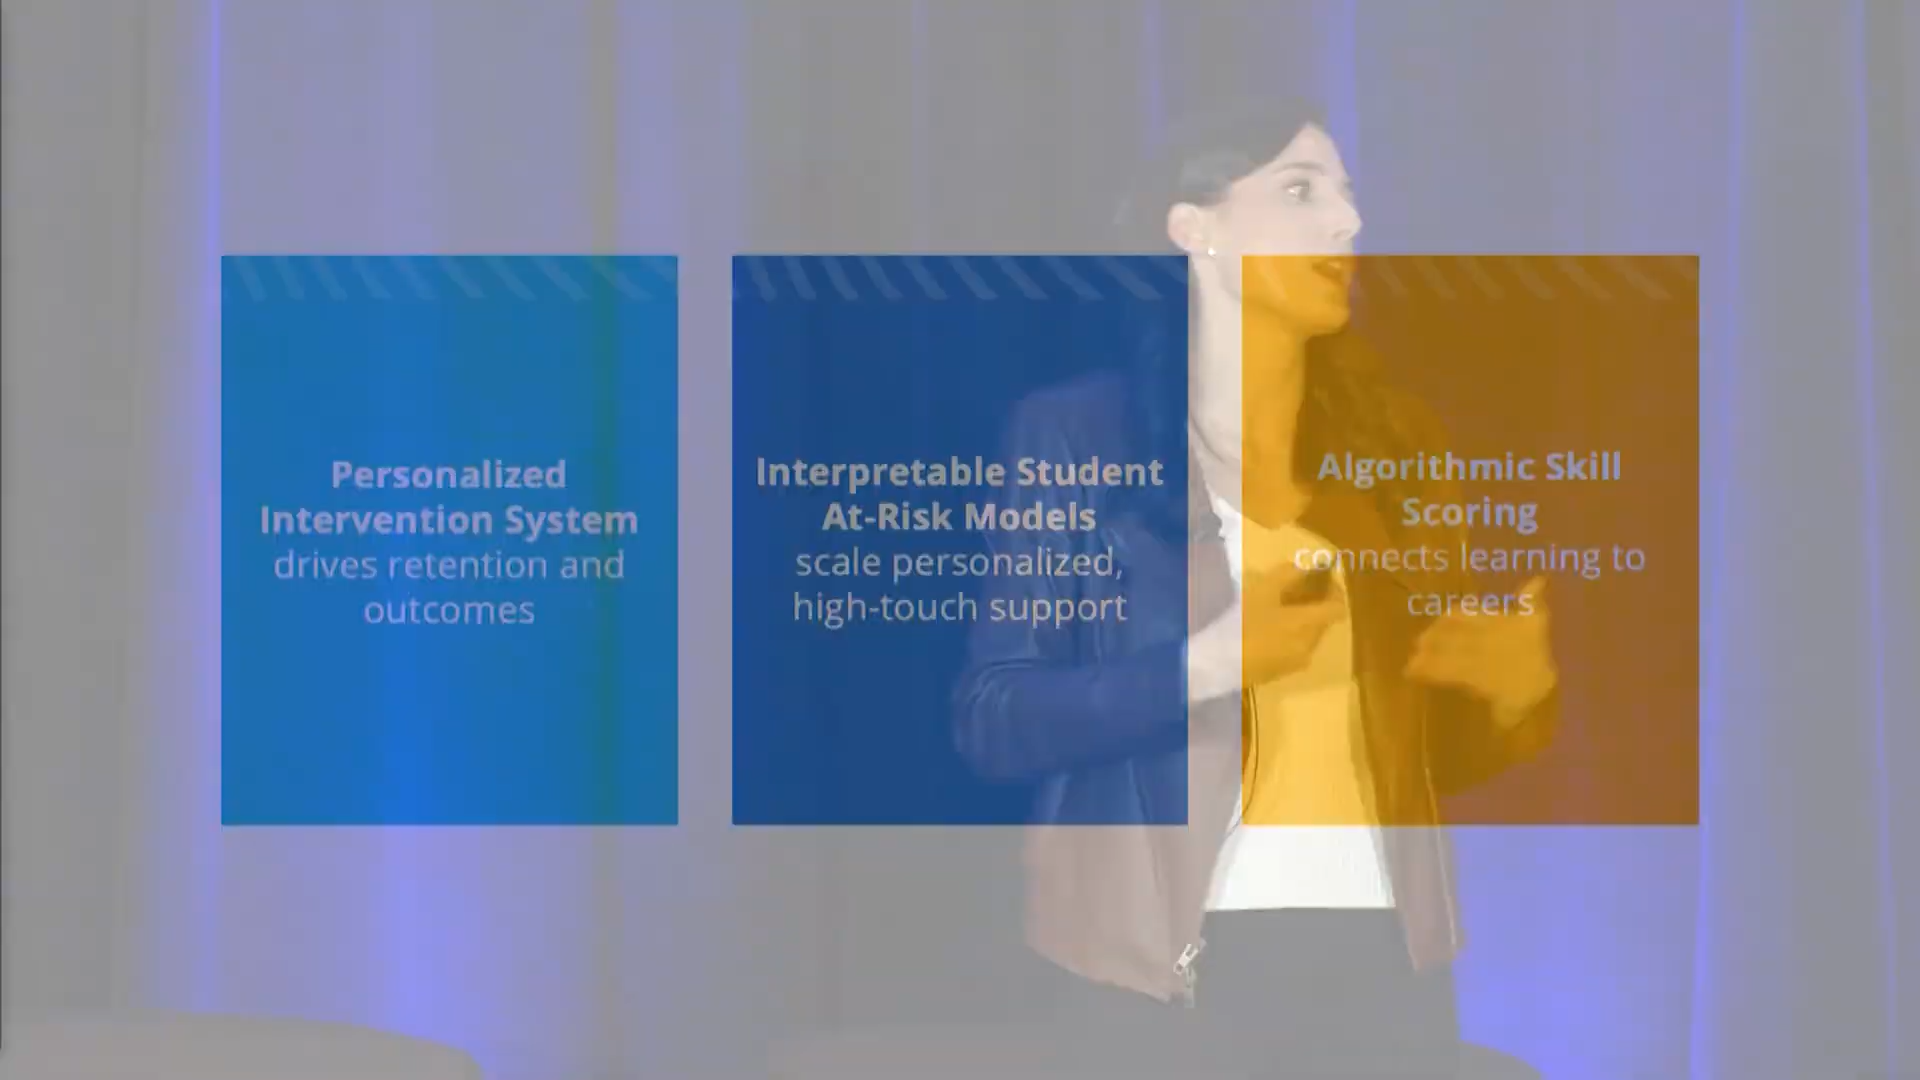 Personalized
Intervention System
drives retention and
outcomes
Interpretable Student
At-Risk Models
scale personalized,
high-touch support
Algorithmic Skill
Scoring
connects learning to
careers